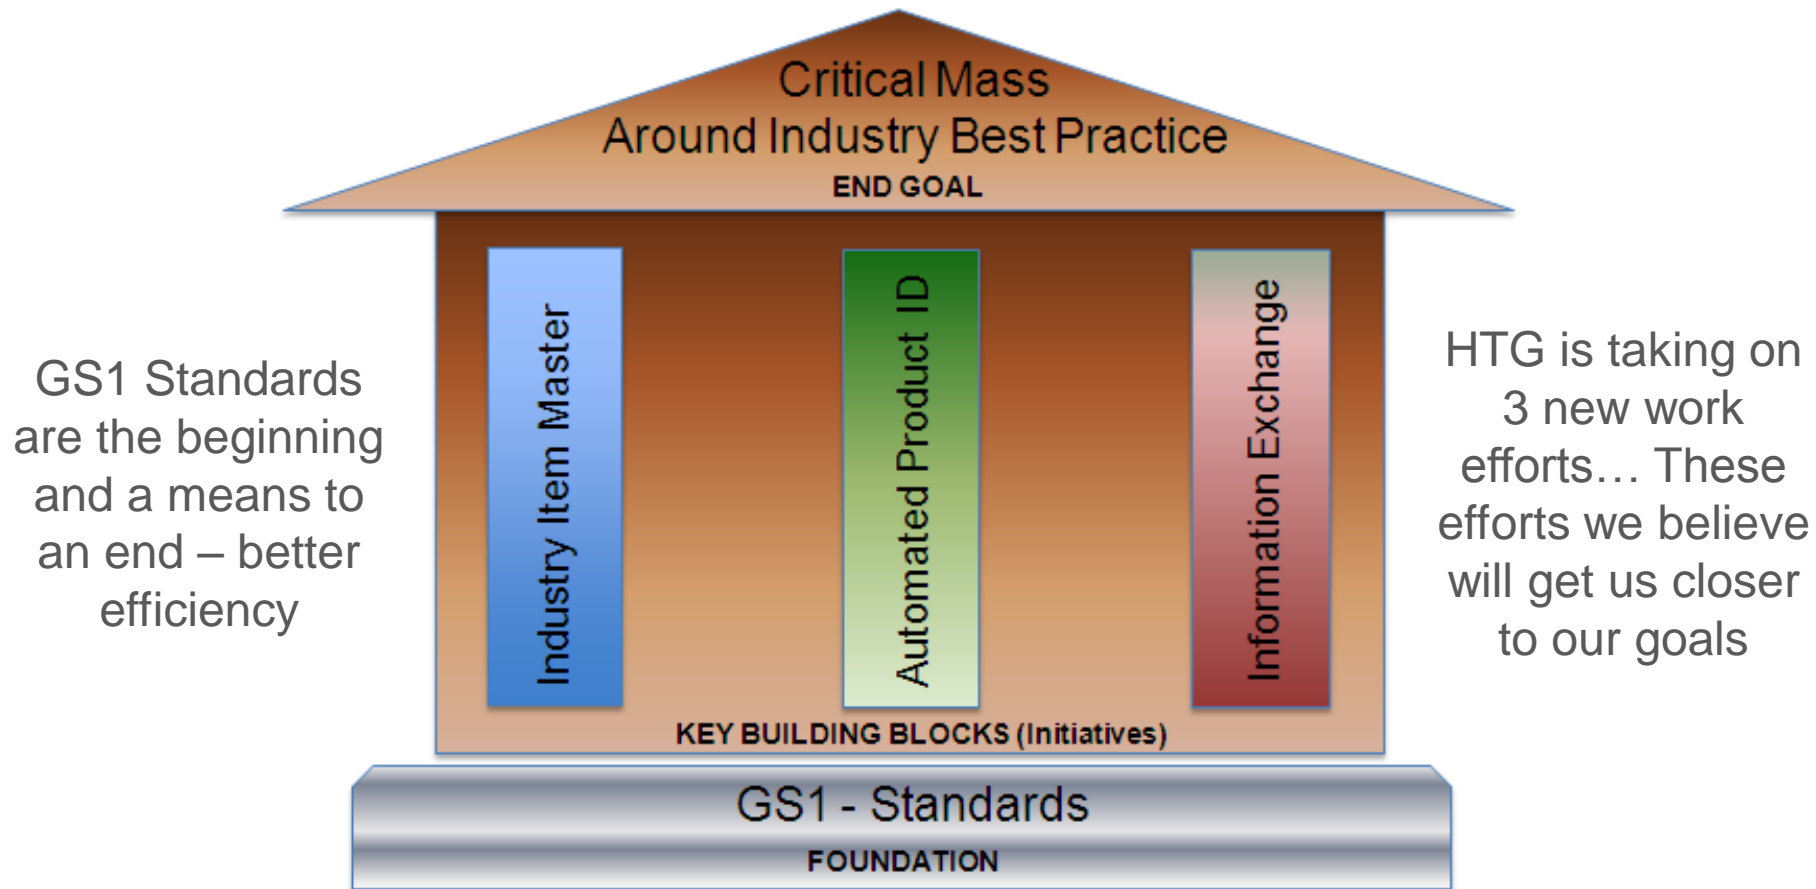 Critical Mass
Around Industry Best Practice
END GOAL
GS1 Standards
are the beginning
and a means to
an end – better
efficiency
Industry Item Master
Automated Product ID
Information Exchange
HTG is taking on
3 new work
efforts… These
efforts we believe
will get us closer
to our goals
KEY BUILDING BLOCKS (Initiatives)
GS1 - Standards
FOUNDATION